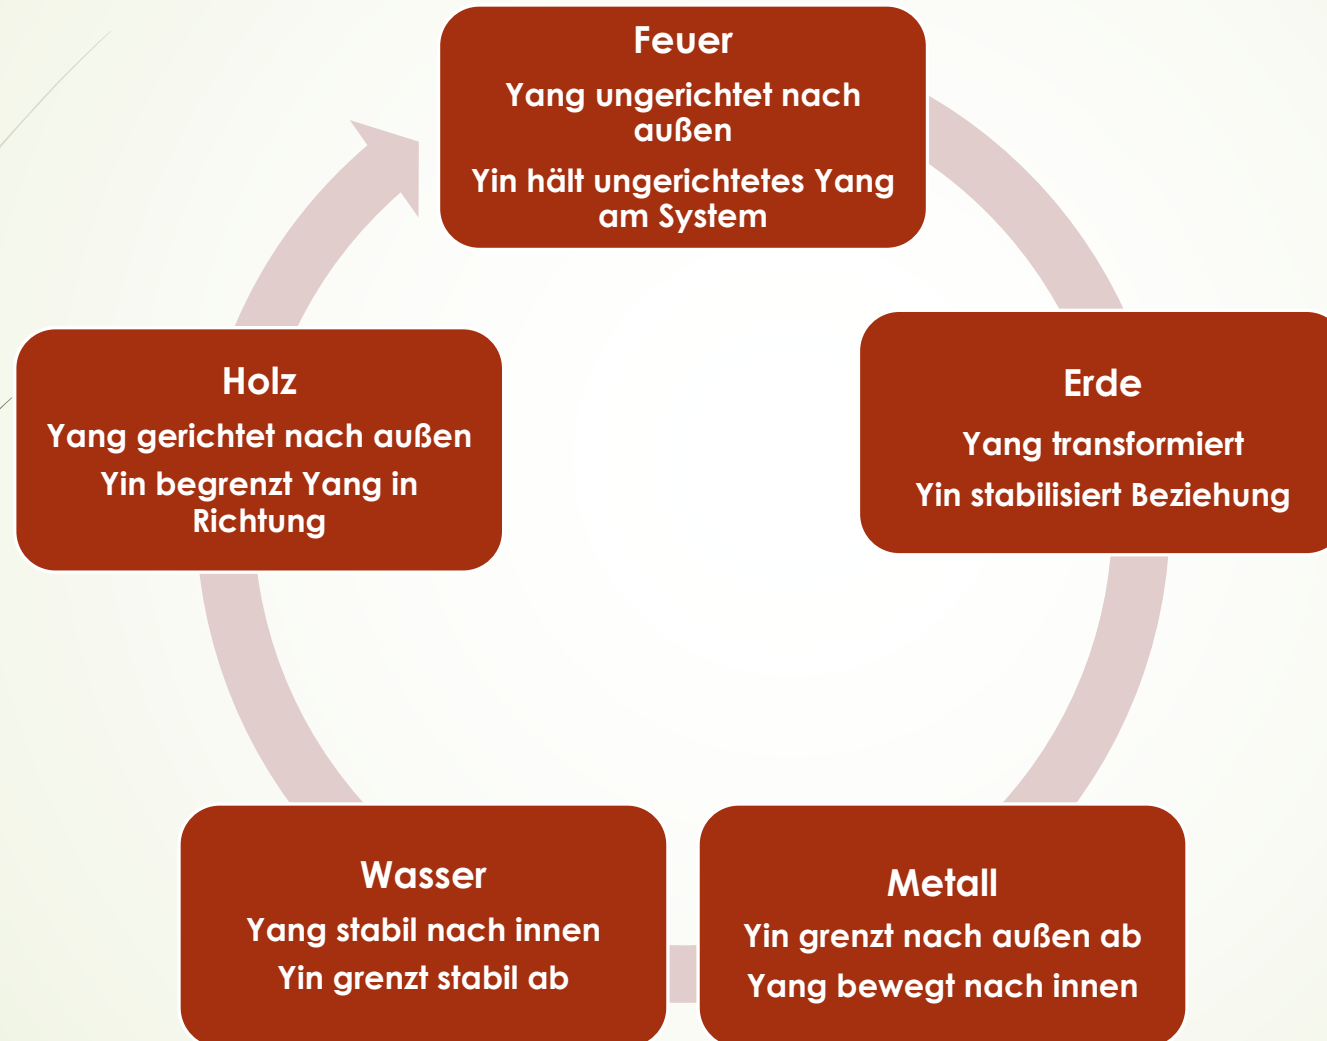 Feuer
Yang ungerichtet nach
außen
Yin hält ungerichtetes Yang
am System
Holz
Yang gerichtet nach außen
Yin begrenzt Yang in
Richtung
Erde
Yang transformiert
Yin stabilisiert Beziehung
Wasser
Yang stabil nach innen
Yin grenzt stabil ab
Metall
Yin grenzt nach außen ab
Yang bewegt nach innen